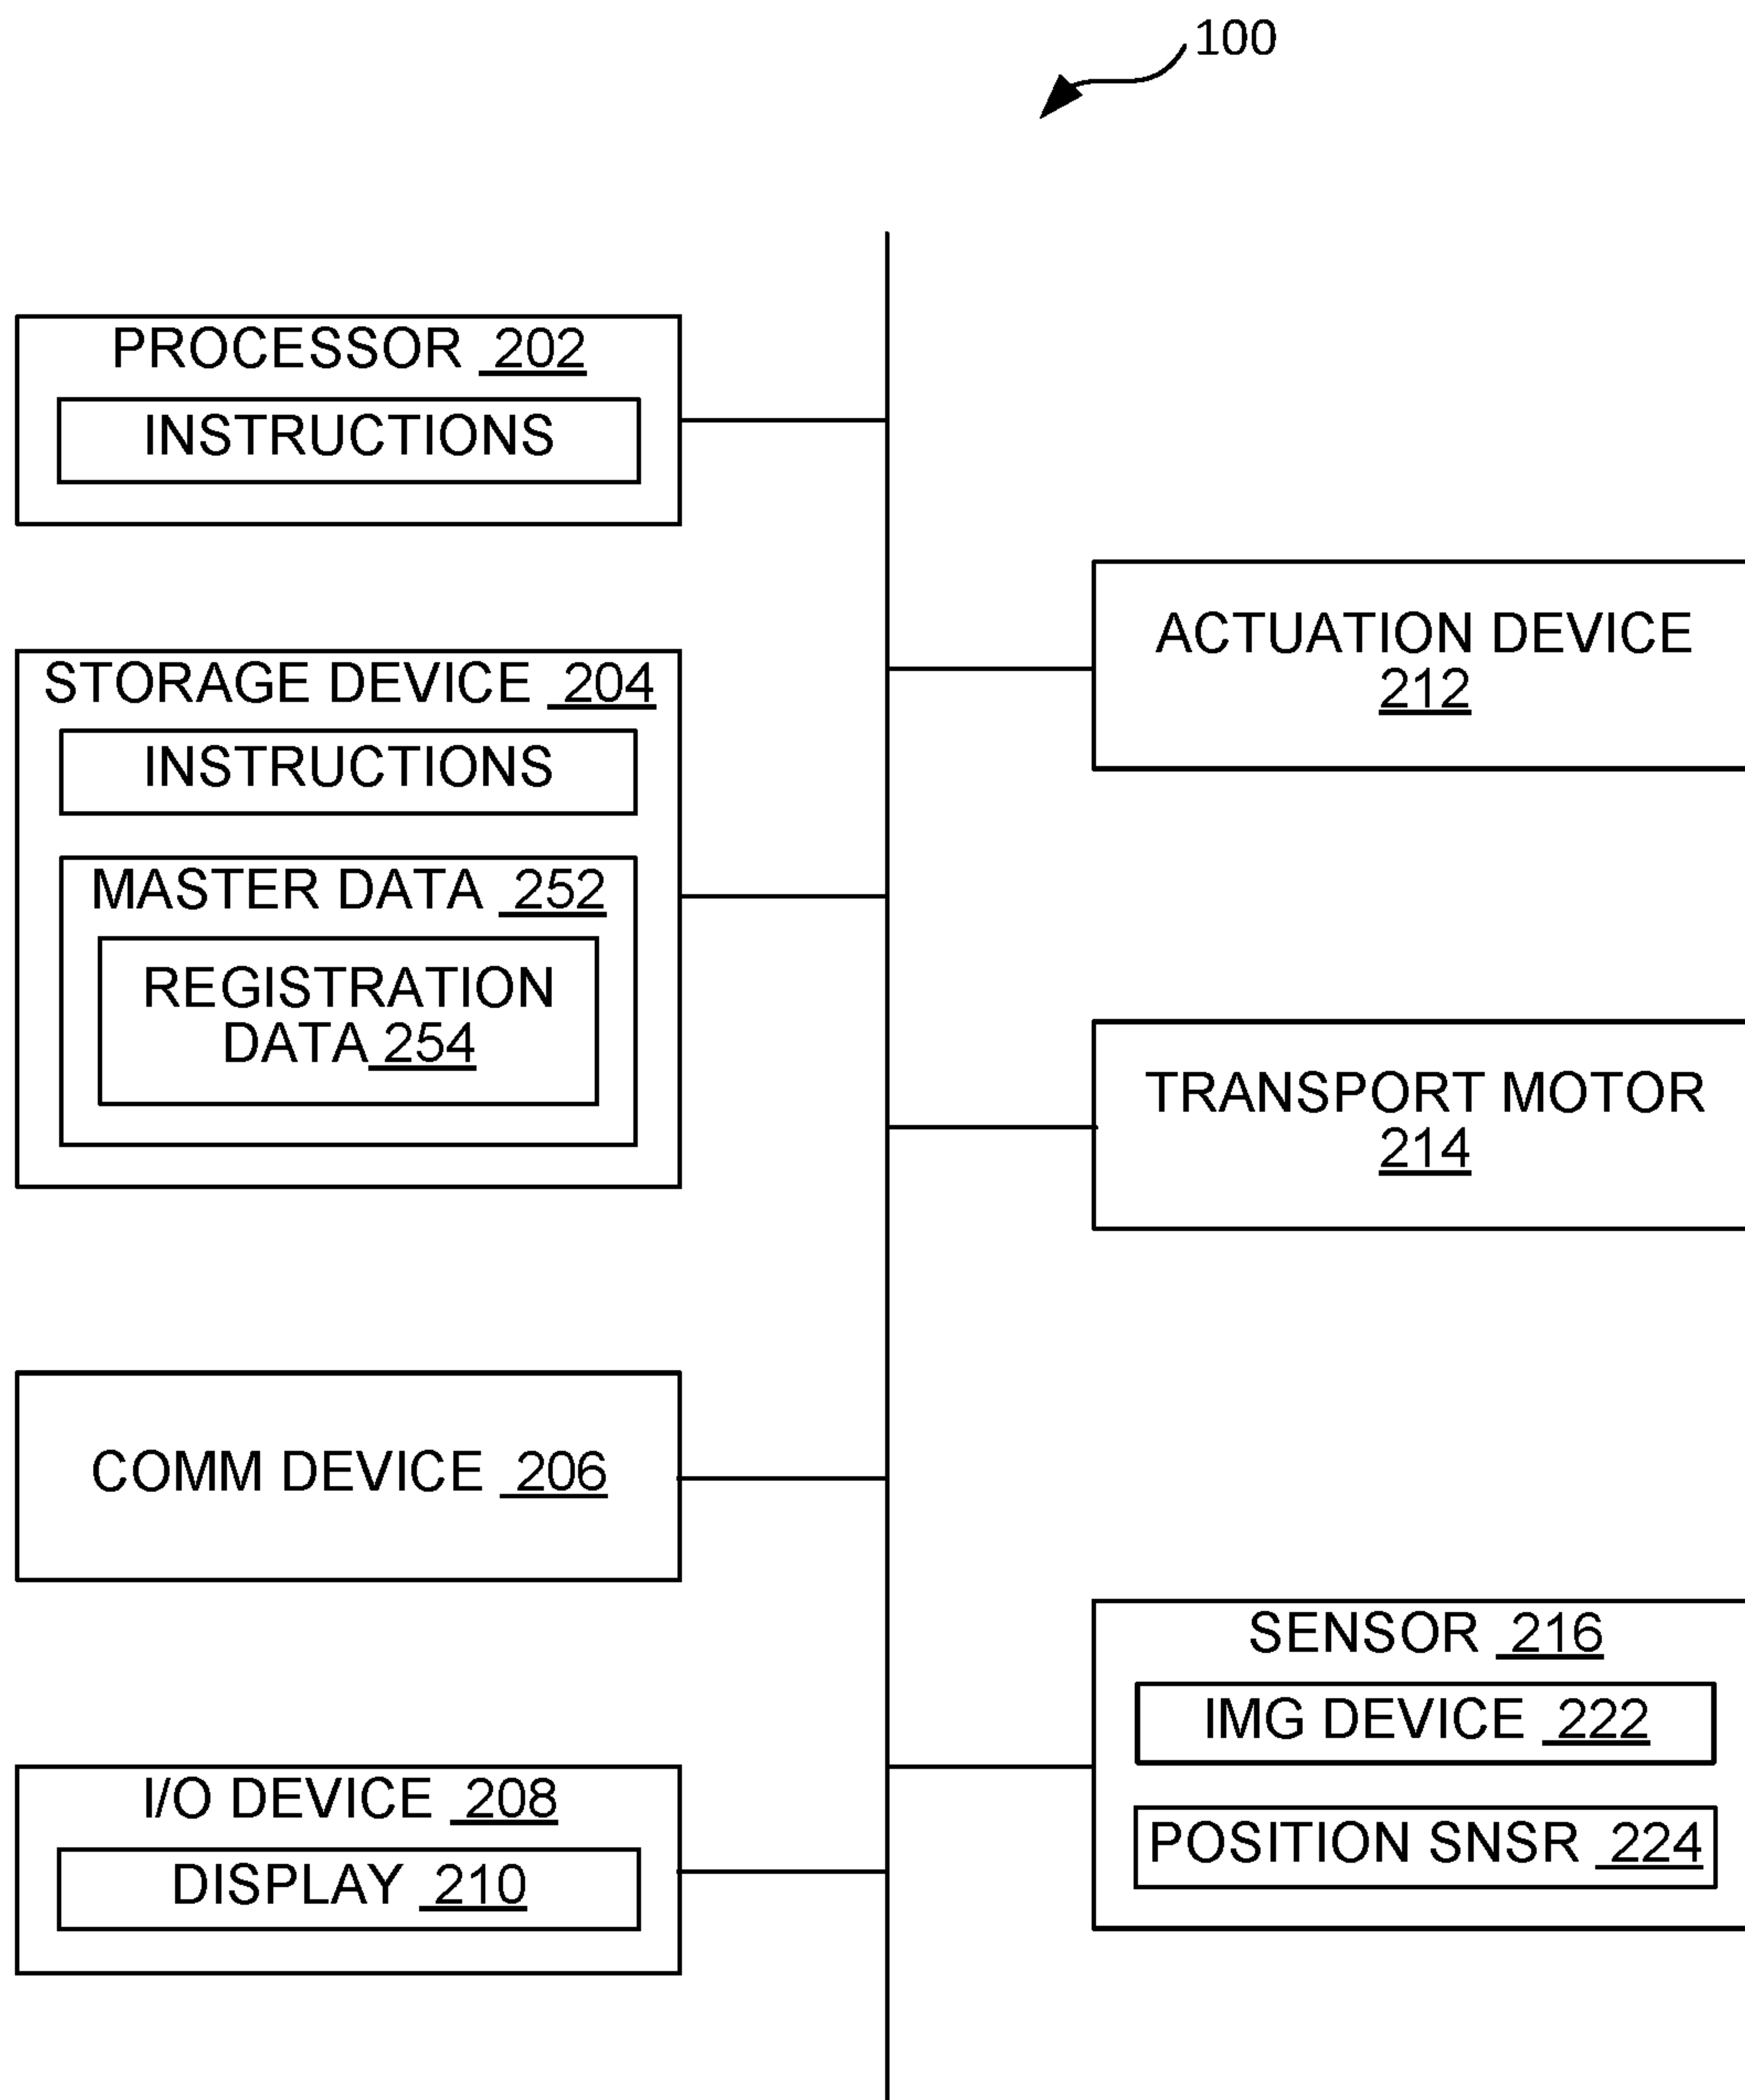 100
PROCESSOR 202
INSTRUCTIONS
STORAGE DEVICE 204
INSTRUCTIONS
MASTER DATA 252
REGISTRATION
DATA 254
COMM DEVICE 206
I/O DEVICE 208
DISPLAY 210
ACTUATION DEVICE
212
TRANSPORT MOTOR
214
SENSOR 216
IMG DEVICE 222
POSITION SNSR 224